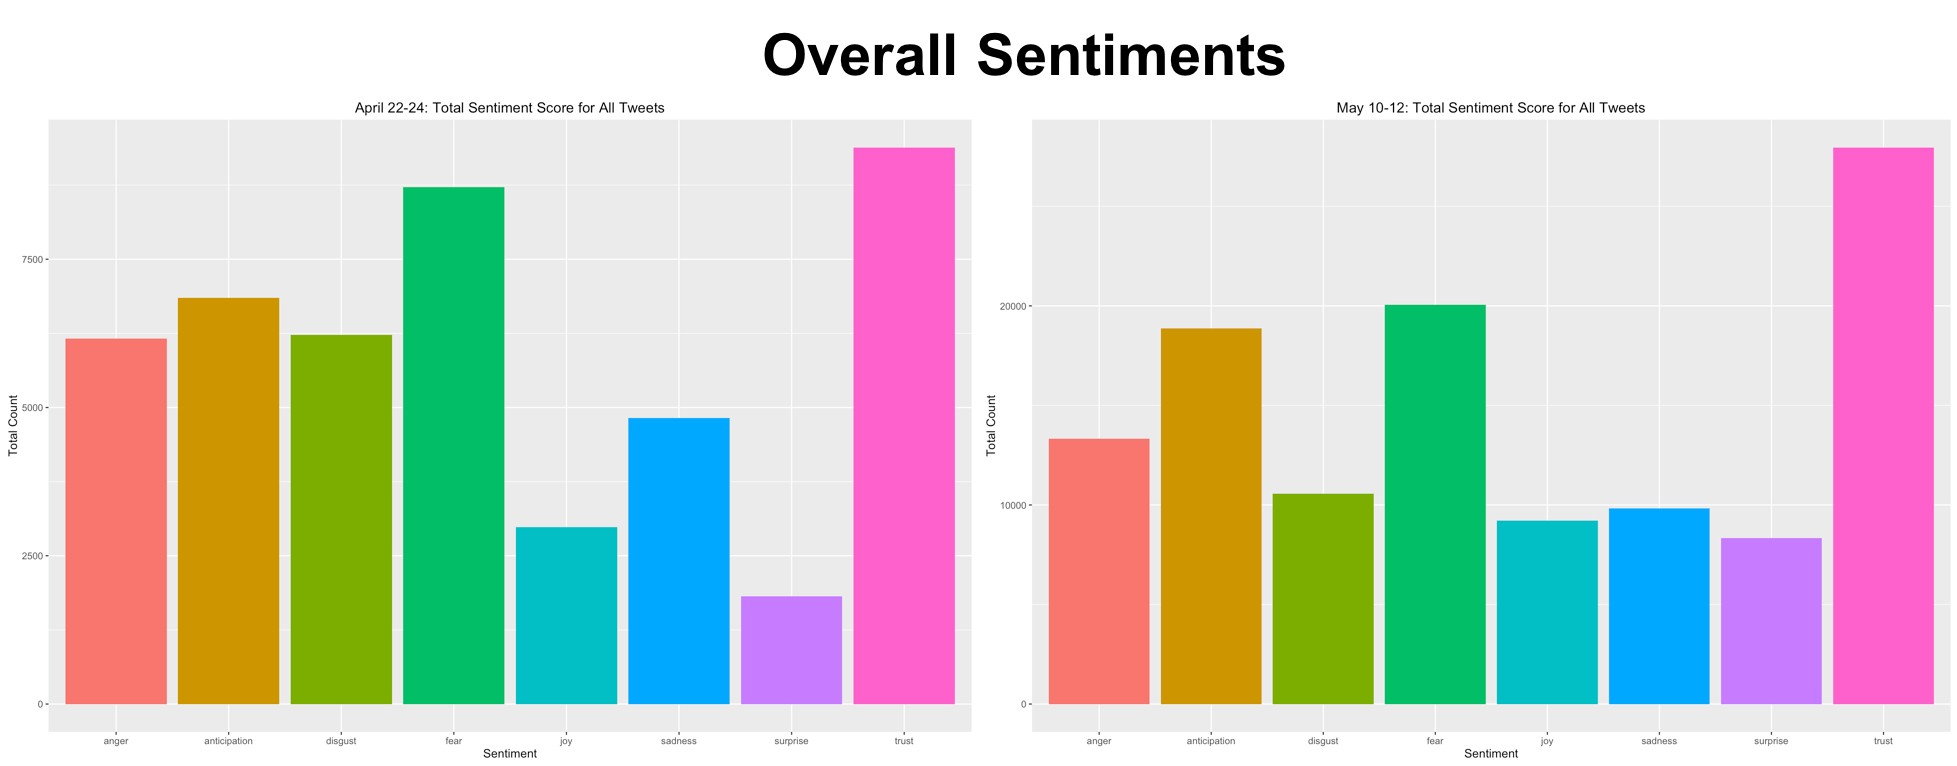 Overall Sentiments
April 22-24: Total Sentiment Score for All Tweets
Total Count
7500
5000
2500
0
anger anticipation disgust fear joy sadness surprise trust
Sentiment
May 10-12: Total Sentiment Score for All Tweets
Total Count
20000
10000
0
anger anticipation disgust fear joy sadness surprise trust
Sentiment